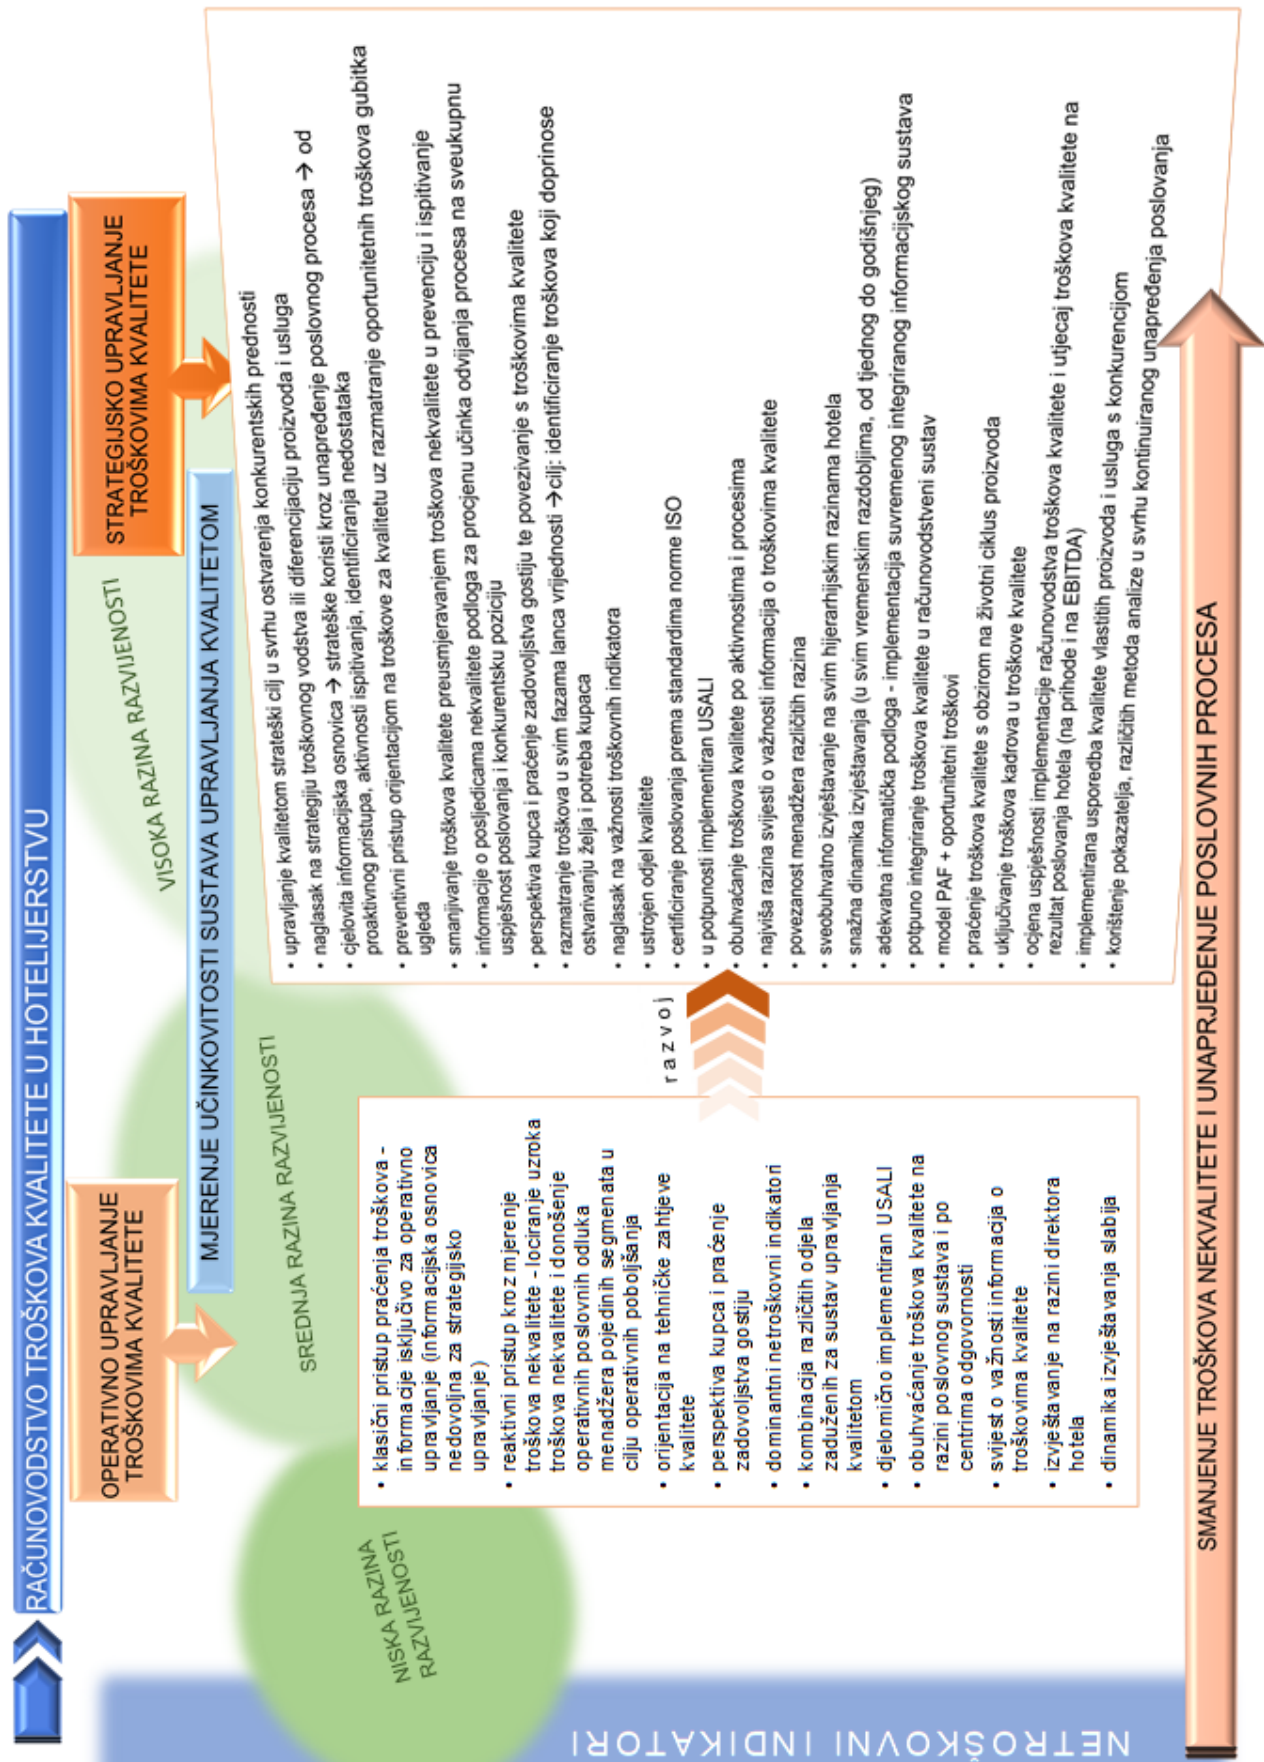 RAČUNOVODSTVO TROŠKOVA KVALITETE U HOTELIJERSTVU
OPERATIVNO UPRAVLJANJE
TROŠKOVIMA KVALITETE
STRATEGIJSKO UPRAVLJANJE
TROŠKOVIMA KVALITETE
MJERENJE UČINKOVITOSTI SUSTAVA UPRAVLJANJA KVALITETOM
NISKA RAZINA
RAZVIJENOSTI
SREDNJA RAZINA RAZVIJENOSTI
VISOKA RAZINA RAZVIJENOSTI
NETROŠKOVNI INDIKATORI
• klasični pristup praćenja troškova -
informacije isključivo za operativno
upravljanje (informacijska osnovica
nedovoljna za strategijsko
upravljanje)
• reaktivni pristup kroz mjerenje
troškova nekvalitete - lociranje uzroka
troškova nekvalitete i donošenje
operativnih poslovnih odluka
menadžera pojedinih segmenata u
cilju operativnih poboljšanja
• orijentacija na tehničke zahtjeve
kvalitete
• perspektiva kupca i praćenje
zadovoljstva gostiju
• dominantni netroškovni indikatori
• kombinacija različitih odjela
zaduženih za sustav upravljanja
kvalitetom
• djelomično implementiran USALI
• obuhvaćanje troškova kvalitete na
razini poslovnog sustava i po
centrima odgovornosti
• svijest o važnosti informacija o
troškovima kvalitete
• izvještavanje na razini direktora
hotela
• dinamika izvještavanja slabija
razvoj
• upravljanje kvalitetom strateški cilj u svrhu ostvarenja konkurentskih prednosti
• naglasak na strategiju troškovnog vodstva ili diferencijaciju proizvoda i usluga
• cjelovita informacijska osnovica → strateške koristi kroz unapređenje poslovnog procesa → od
proaktivnog pristupa, aktivnosti ispitivanja, identificiranja nedostataka
• preventivni pristup orijentacijom na troškove za kvalitetu uz razmatranje oportunitetnih troškova gubitka
ugleda
• smanjivanje troškova kvalitete preusmjeravanjem troškova nekvalitete u prevenciju i ispitivanje
• informacije o posljedicama nekvalitete podloga za procjenu učinka odvijanja procesa na sveukupnu
uspješnost poslovanja i konkurentsku poziciju
• perspektiva kupca i praćenje zadovoljstva gostiju te povezivanje s troškovima kvalitete
• razmatranje troškova u svim fazama lanca vrijednosti → cilj: identificiranje troškova koji doprinose
ostvarivanju želja i potreba kupaca
• naglasak na važnosti troškovnih indikatora
• ustrojen odjel kvalitete
• certificiranje poslovanja prema standardima norme ISO
• u potpunosti implementiran USALI
• obuhvaćanje troškova kvalitete po aktivnostima i procesima
• najviša razina svijesti o važnosti informacija o troškovima kvalitete
• povezanost menadžera različitih razina
• sveobuhvatno izvještavanje na svim hijerarhijskim razinama hotela
• snažna dinamika izvještavanja (u svim vremenskim razdobljima, od tjednog do godišnjeg)
• adekvatna informatička podloga - implementacija suvremenog integriranog informacijskog sustava
• potpuno integriranje troškova kvalitete u računovodstveni sustav
• model PAF + oportunitetni troškovi
• praćenje troškova kvalitete s obzirom na životni ciklus proizvoda
• uključivanje troškova kadrova u troškove kvalitete
• ocjena uspješnosti implementacije računovodstva troškova kvalitete i utjecaj troškova kvalitete na
rezultat poslovanja hotela (na prihode i na EBITDA)
• implementirana usporedba kvalitete vlastitih proizvoda i usluga s konkurencijom
• korištenje pokazatelja, različitih metoda analize u svrhu kontinuiranog unapređenja poslovanja
SMANJENJE TROŠKOVA NEKVALITETE I UNAPRJEĐENJE POSLOVNIH PROCESA